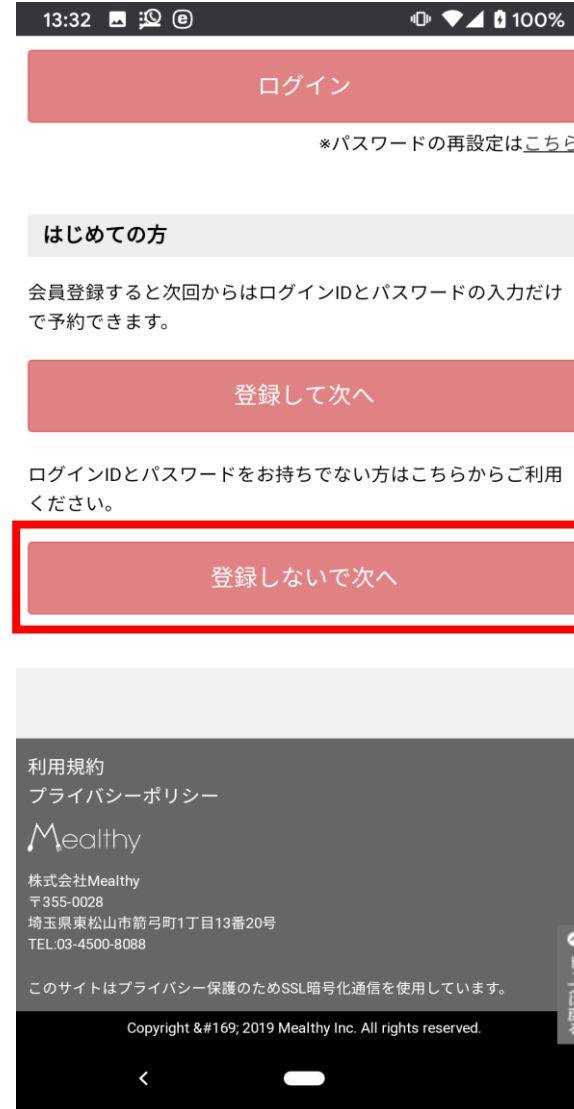 13:32 100%
ログイン
※パスワードの再設定はこちら
はじめての方
会員登録すると次回からはログインIDとパスワードの入力だけ
で予約できます。
登録して次へ
ログインIDとパスワードをお持ちでない方はこちらからご利用
ください。
登録しないで次へ
利用規約
プライバシーポリシー
Mealthy
株式会社Mealthy
〒355-0028
埼玉県東松山市箭弓町1丁目13番20号
TEL:03-4500-8088
このサイトはプライバシー保護のためSSL暗号化通信を使用しています。
Copyright &#169; 2019 Mealthy Inc. All rights reserved.